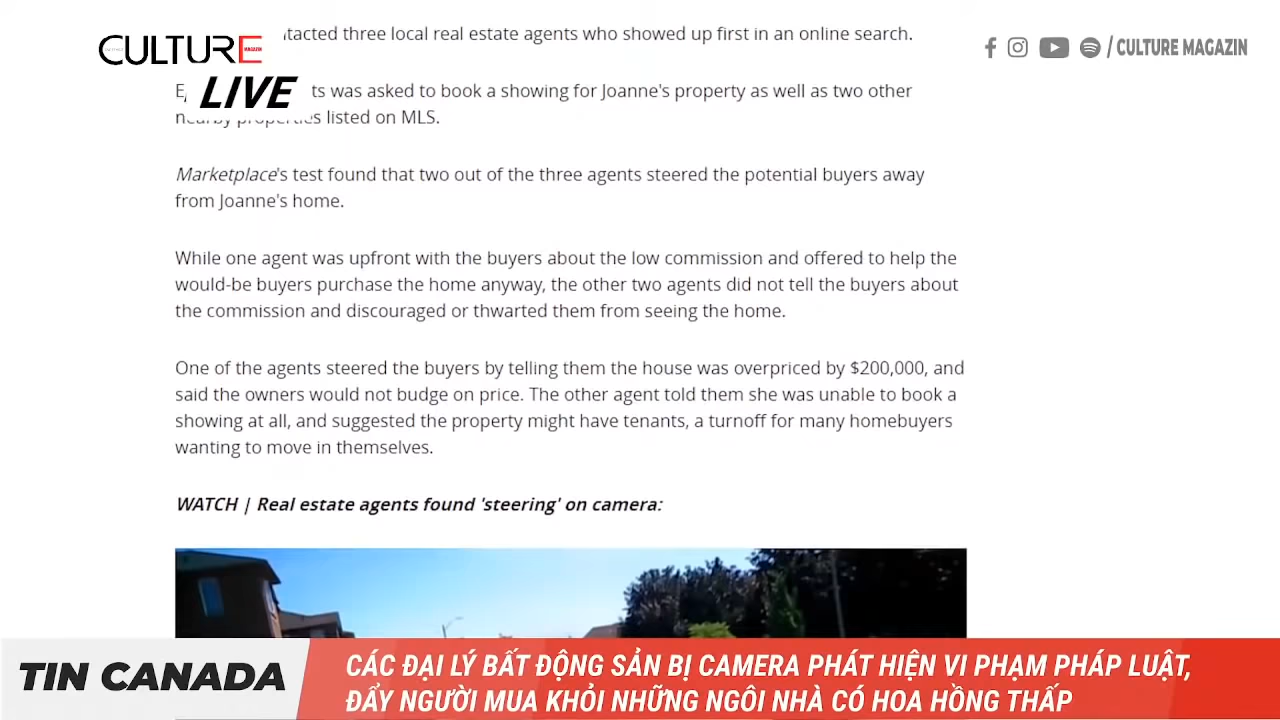 CULTURE
MAGAZIN
LIVE
/ CULTURE MAGAZIN
three local real estate agents who showed up first in an online search.
was asked to book a showing for Joanne's property as well as two other
listed on MLS.
Marketplace's test found that two out of the three agents steered the potential buyers away
from Joanne's home.
While one agent was upfront with the buyers about the low commission and offered to help the
would-be buyers purchase the home anyway, the other two agents did not tell the buyers about
the commission and discouraged or thwarted them from seeing the home.
One of the agents steered the buyers by telling them the house was overpriced by $200,000, and
said the owners would not budge on price. The other agent told them she was unable to book a
showing at all, and suggested the property might have tenants, a turnoff for many homebuyers
wanting to move in themselves.
WATCH | Real estate agents found 'steering' on camera:
TIN CANADA
CÁC ĐẠI LÝ BẤT ĐỘNG SẢN BỊ CAMERA PHÁT HIỆN VI PHẠM PHÁP LUẬT,
ĐẨY NGƯỜI MUA KHỎI NHỮNG NGÔI NHÀ CÓ HOA HỒNG THẤP